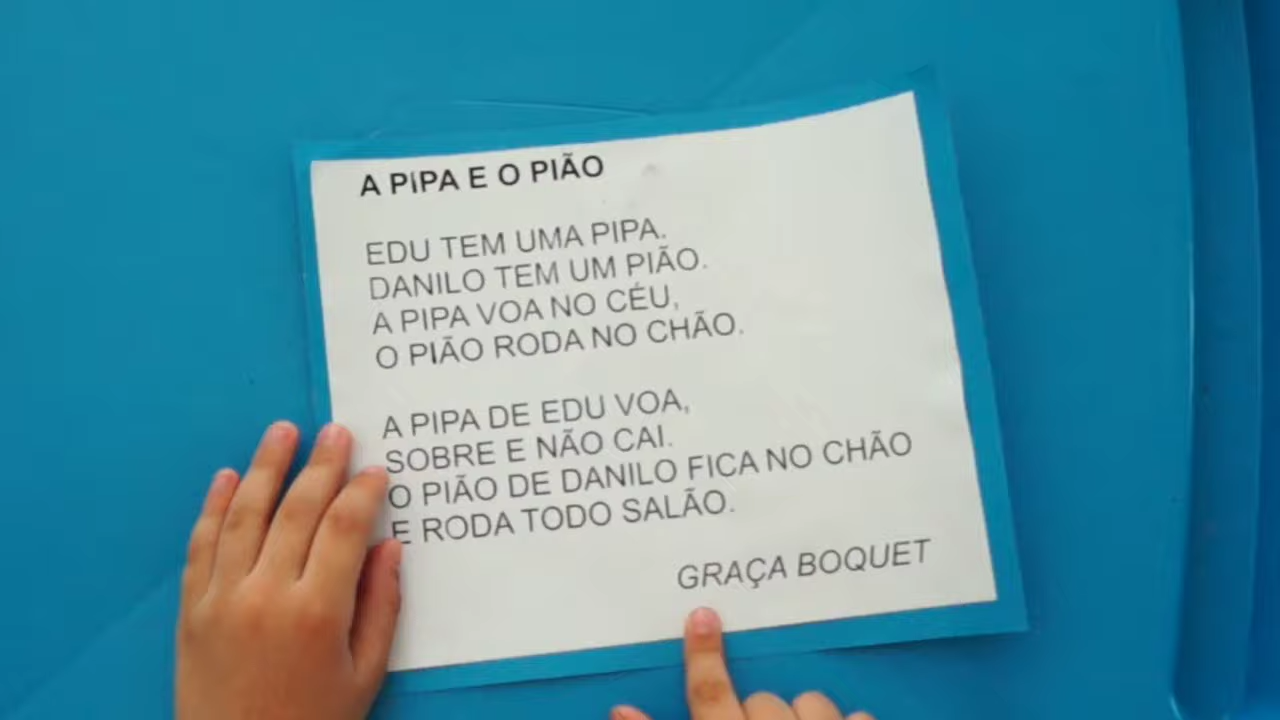 A PIPA E O PIÃO
EDU TEM UMA PIPA.
DANILO TEM UM PIÃO.
A PIPA VOA NO CÉU,
O PIÃO RODA NO CHÃO.
A PIPA DE EDU VOA,
SOBRE E NÃO CAI.
O PIÃO DE DANILO FICA NO CHÃO
E RODA TODO SALÃO.
GRAÇA BOQUET